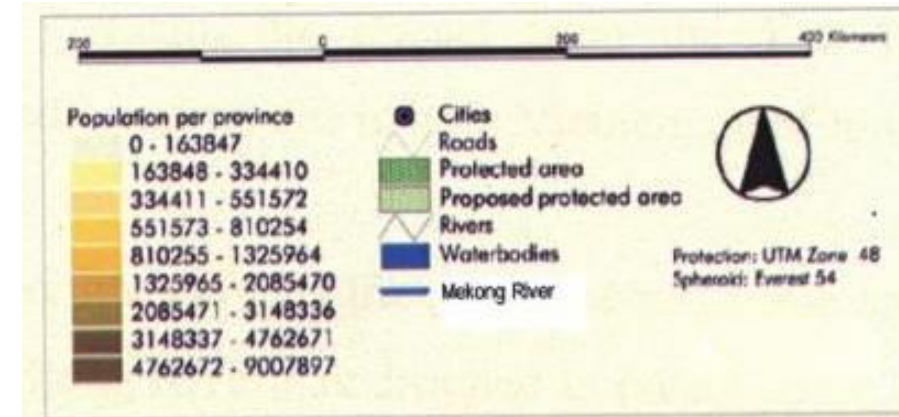 200 0 200 400 Kilometers
Population per province
0 - 163847
163848 - 334410
334411 - 551572
551573 - 810254
810255 - 1325964
1325965 - 2085470
2085471 - 3148336
3148337 - 4762671
4762672 - 9007897
Cities
Roads
Protected area
Proposed protected area
Rivers
Waterbodies
Mekong River
Protection: UTM Zone 48
Spheroid: Everest 54